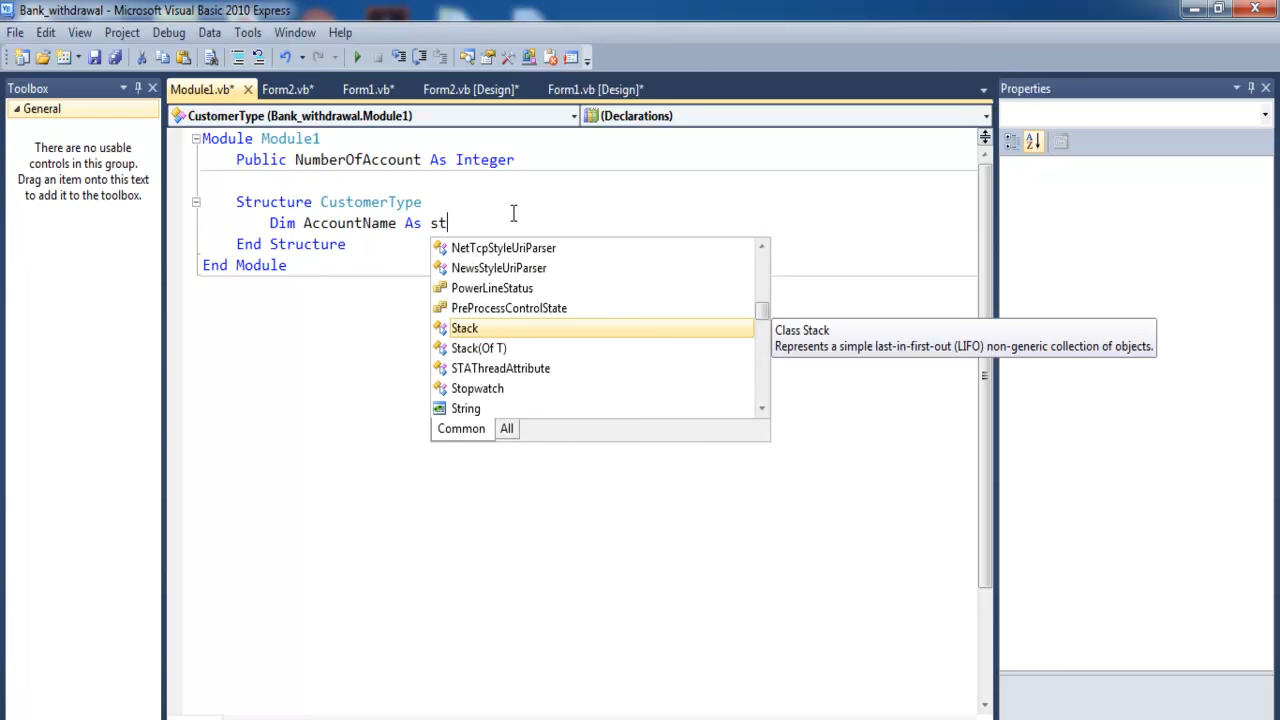 Bank_withdrawal - Microsoft Visual Basic 2010 Express
File Edit View Project Debug Data Tools Window Help
Toolbox
General
There are no usable
controls in this group.
Drag an item onto this text
to add it to the toolbox.
Module1.vb* Form2.vb* Form1.vb* Form2.vb [Design]* Form1.vb [Design]*
CustomerType (Bank_withdrawal.Module1) (Declarations)
Module Module1
Public NumberOfAccount As Integer
Structure CustomerType
Dim AccountName As st
End Structure
End Module
NetTcpStyleUriParser
NewsStyleUriParser
PowerLineStatus
PreProcessControlState
Stack
Stack(Of T)
STAThreadAttribute
Stopwatch
String
Common All
Class Stack
Represents a simple last-in-first-out (LIFO) non-generic collection of objects.
Properties